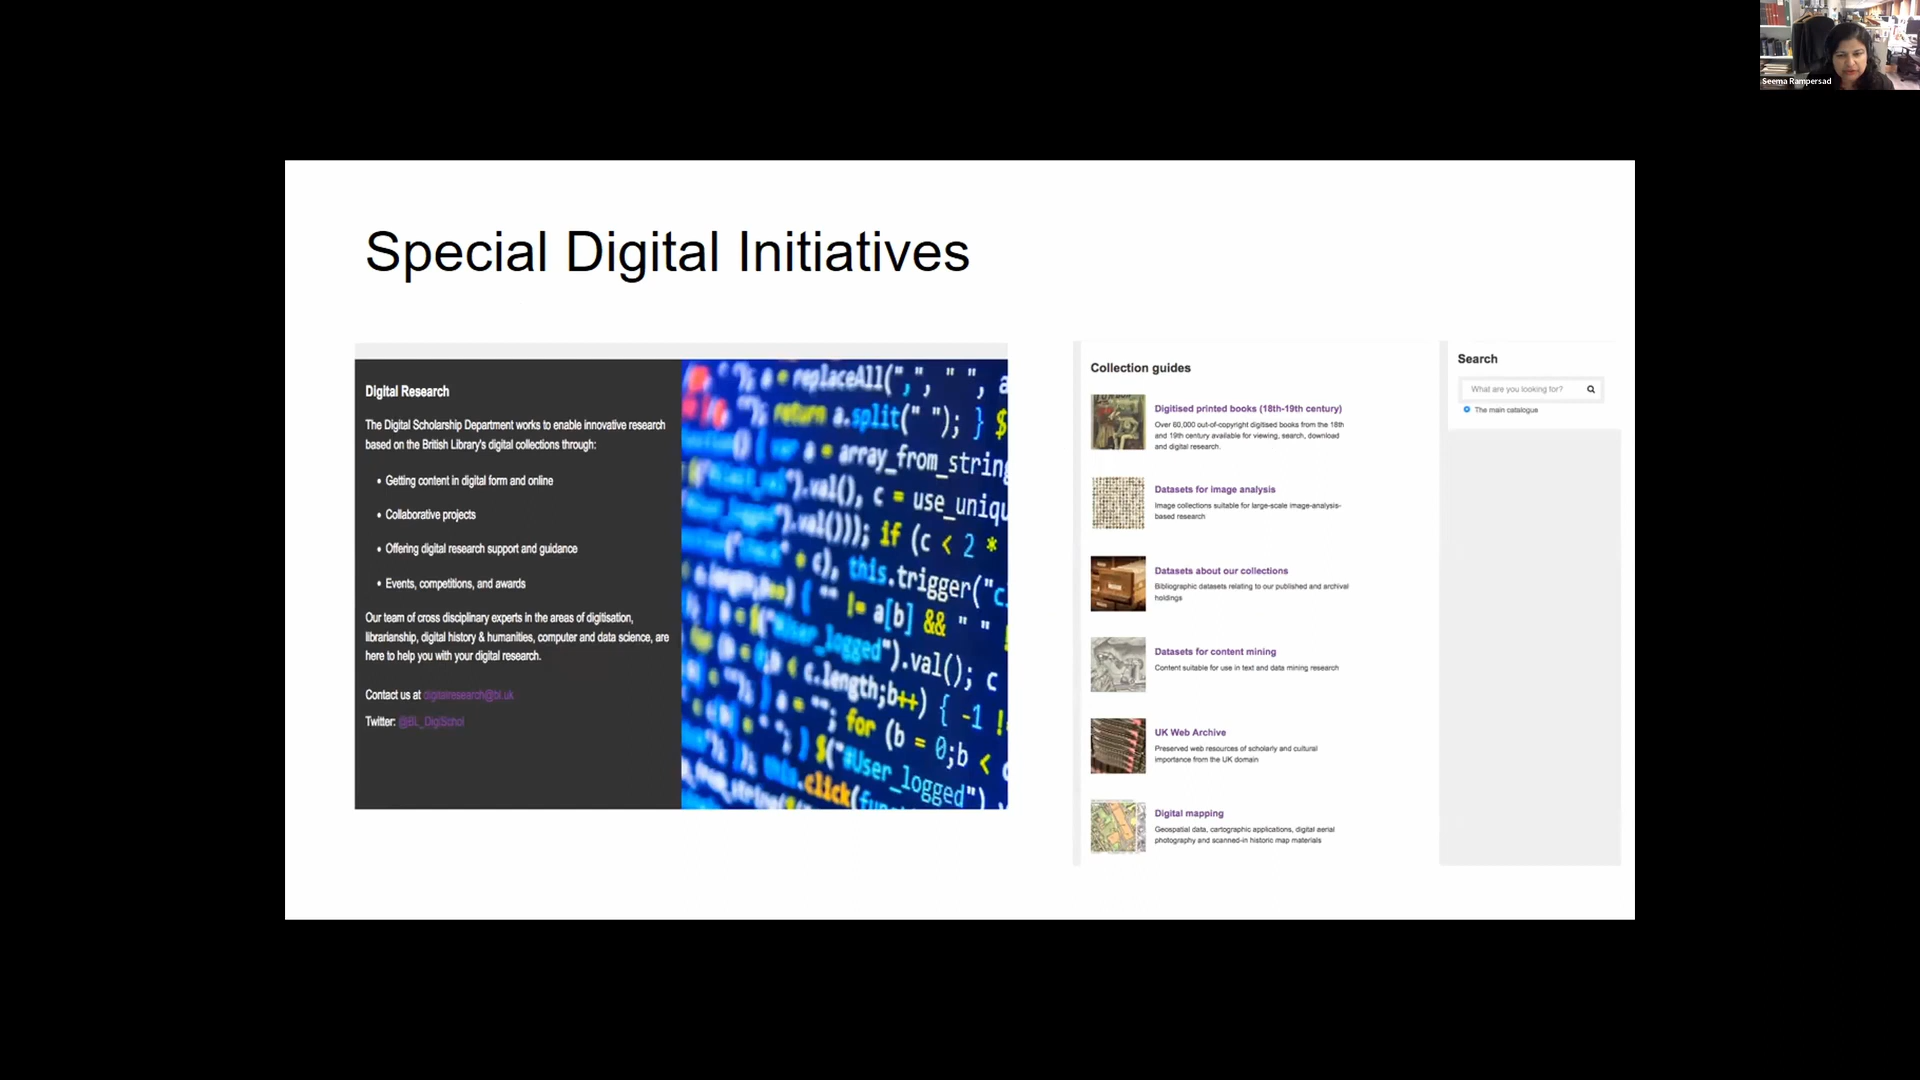 Seema Rampersad
Special Digital Initiatives
Digital Research
The Digital Scholarship Department works to enable innovative research
based on the British Library's digital collections through:
• Getting content in digital form and online
• Collaborative projects
• Offering digital research support and guidance
• Events, competitions, and awards
Our team of cross disciplinary experts in the areas of digitisation,
librarianship, digital history & humanities, computer and data science, are
here to help you with your digital research.
Contact us at digitalresearch@bl.uk
Twitter: @BL_DigiSchol
replaceAll(",", " ", a
return a.split(" "); } $
a = array_from_string
").val(), c = use_uniqu
").val())); if (c < 2 *
this.trigger("c
!= a[b] && " "
User_logged").val(); c
c.length;b++) { -1 !
for (b = 0;b <
$("#User_logged")
this.click(func
Collection guides
Digitised printed books (18th-19th century)
Over 60,000 out-of-copyright digitised books from the 18th
and 19th century available for viewing, search, download
and digital research.
Datasets for image analysis
Image collections suitable for large-scale image-analysis-
based research
Datasets about our collections
Bibliographic datasets relating to our published and archival
holdings
Datasets for content mining
Content suitable for use in text and data mining research
UK Web Archive
Preserved web resources of scholarly and cultural
importance from the UK domain
Digital mapping
Geospatial data, cartographic applications, digital aerial
photography and scanned-in historic map materials
Search
What are you looking for?
The main catalogue